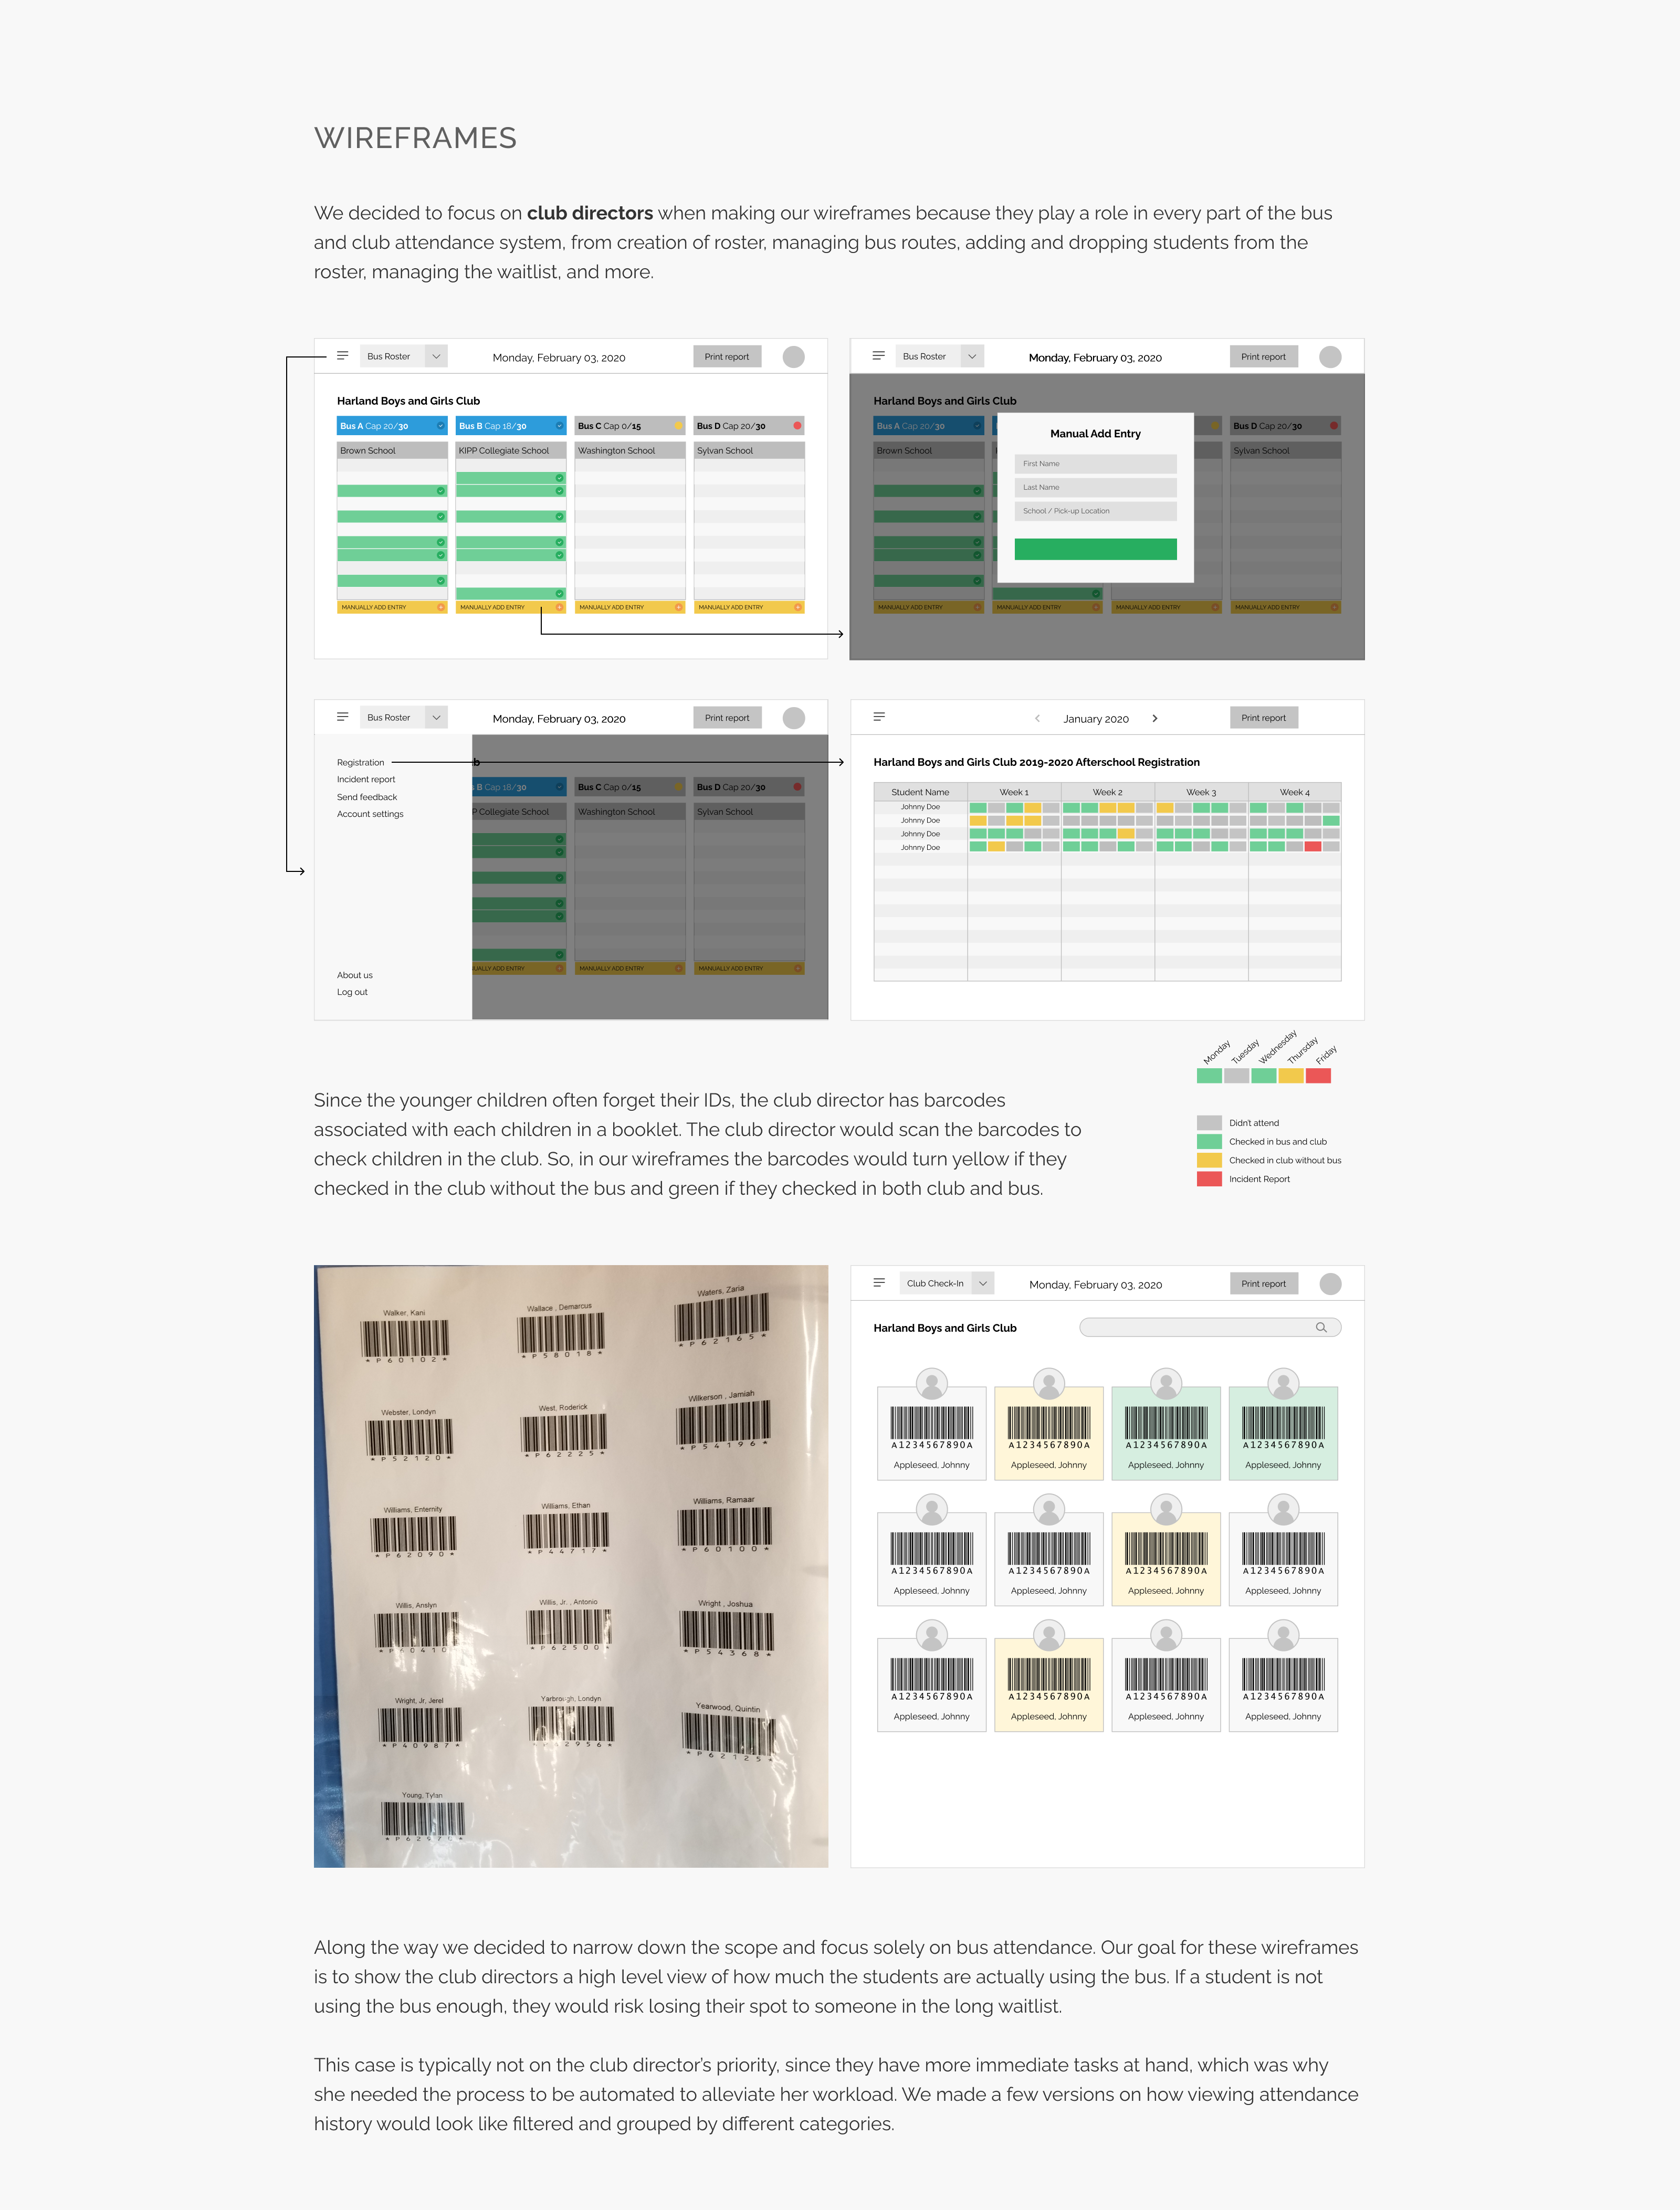 WIREFRAMES
We decided to focus on club directors when making our wireframes because they play a role in every part of the bus
and club attendance system, from creation of roster, managing bus routes, adding and dropping students from the
roster, managing the waitlist, and more.
Bus Roster
Monday, February 03, 2020
Print report
Harland Boys and Girls Club
Bus A Cap 20/30
Bus B Cap 18/30
Bus C Cap 0/15
Bus D Cap 20/30
Brown School
KIPP Collegiate School
Washington School
Sylvan School
MANUALLY ADD ENTRY
MANUALLY ADD ENTRY
MANUALLY ADD ENTRY
MANUALLY ADD ENTRY
Bus Roster
Monday, February 03, 2020
Print report
Harland Boys and Girls Club
Bus A Cap 20/30
Bus D Cap 20/30
Brown School
Sylvan School
Manual Add Entry
First Name
Last Name
School / Pick-up Location
MANUALLY ADD ENTRY
MANUALLY ADD ENTRY
MANUALLY ADD ENTRY
MANUALLY ADD ENTRY
Bus Roster
Monday, February 03, 2020
Print report
Registration
Incident report
Send feedback
Account settings
About us
Log out
b
s B Cap 18/30
Bus C Cap 0/15
Bus D Cap 20/30
P Collegiate School
Washington School
Sylvan School
UALLY ADD ENTRY
MANUALLY ADD ENTRY
MANUALLY ADD ENTRY
January 2020
Print report
Harland Boys and Girls Club 2019-2020 Afterschool Registration
Student Name
Week 1
Week 2
Week 3
Week 4
Johnny Doe
Johnny Doe
Johnny Doe
Johnny Doe
Monday
Tuesday
Wednesday
Thursday
Friday
Didn't attend
Checked in bus and club
Checked in club without bus
Incident Report
Since the younger children often forget their IDs, the club director has barcodes
associated with each children in a booklet. The club director would scan the barcodes to
check children in the club. So, in our wireframes the barcodes would turn yellow if they
checked in the club without the bus and green if they checked in both club and bus.
Walker, Kani
*P60102*
Wallace , Demarcus
*P58018*
Waters, Zaria
*P62165*
Webster, Londyn
*P52120*
West, Roderick
*P62225*
Wilkerson , Jamiah
*P54196*
Williams, Enternity
*P62090*
Williams, Ethan
*P44717*
Williams, Ramaar
*P60100*
Willis, Anslyn
Willis, Jr. , Antonio
*P62500*
Wright , Joshua
*P54368*
Wright, Jr, Jerel
*P40987*
Yarbrough, Londyn
Yearwood, Quintin
*P62125*
Young, Tylan
Club Check-In
Monday, February 03, 2020
Print report
Harland Boys and Girls Club
A1234567890A
A1234567890A
A1234567890A
A1234567890A
Appleseed, Johnny
Appleseed, Johnny
Appleseed, Johnny
Appleseed, Johnny
A1234567890A
A1234567890A
A1234567890A
A1234567890A
Appleseed, Johnny
Appleseed, Johnny
Appleseed, Johnny
Appleseed, Johnny
A1234567890A
A1234567890A
A1234567890A
A1234567890A
Appleseed, Johnny
Appleseed, Johnny
Appleseed, Johnny
Appleseed, Johnny
Along the way we decided to narrow down the scope and focus solely on bus attendance. Our goal for these wireframes
is to show the club directors a high level view of how much the students are actually using the bus. If a student is not
using the bus enough, they would risk losing their spot to someone in the long waitlist.
This case is typically not on the club director's priority, since they have more immediate tasks at hand, which was why
she needed the process to be automated to alleviate her workload. We made a few versions on how viewing attendance
history would look like filtered and grouped by different categories.